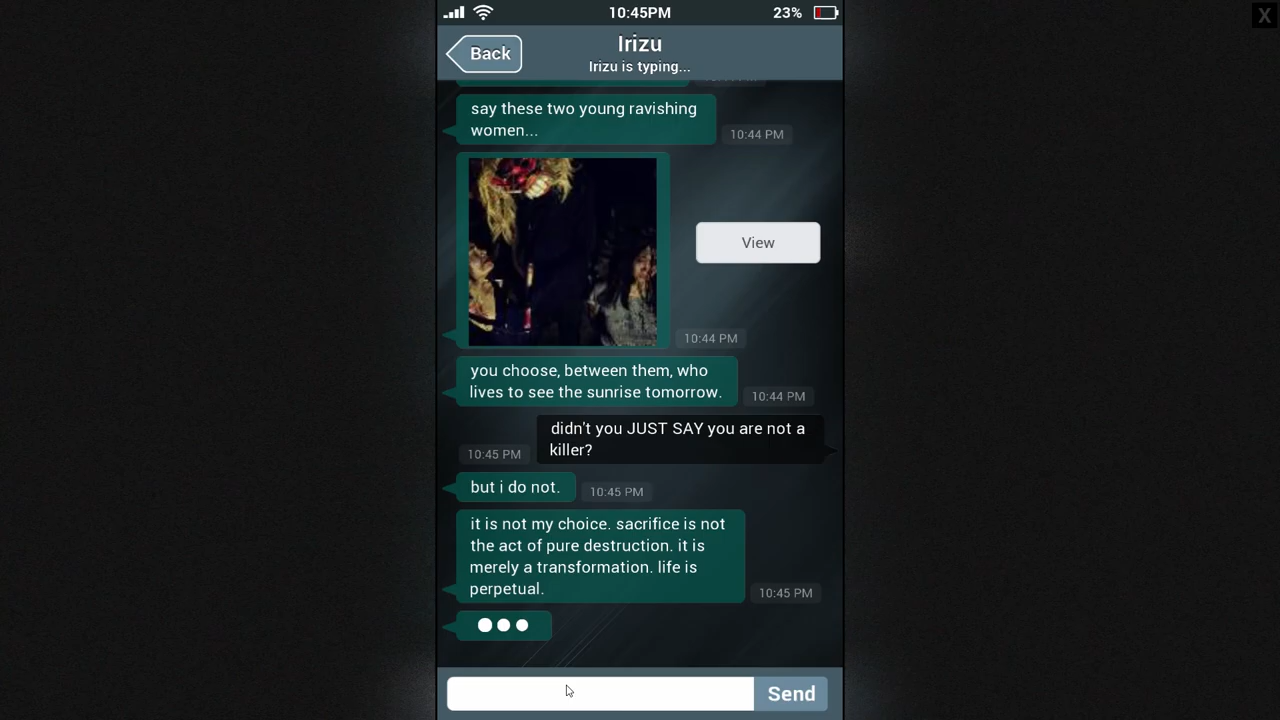 10:45PM
23%
X
Back
Irizu
Irizu is typing...
say these two young ravishing
women...
10:44 PM
View
10:44 PM
you choose, between them, who
lives to see the sunrise tomorrow.
10:44 PM
didn't you JUST SAY you are not a
killer?
10:45 PM
but i do not.
10:45 PM
it is not my choice. sacrifice is not
the act of pure destruction. it is
merely a transformation. life is
perpetual.
10:45 PM
Send